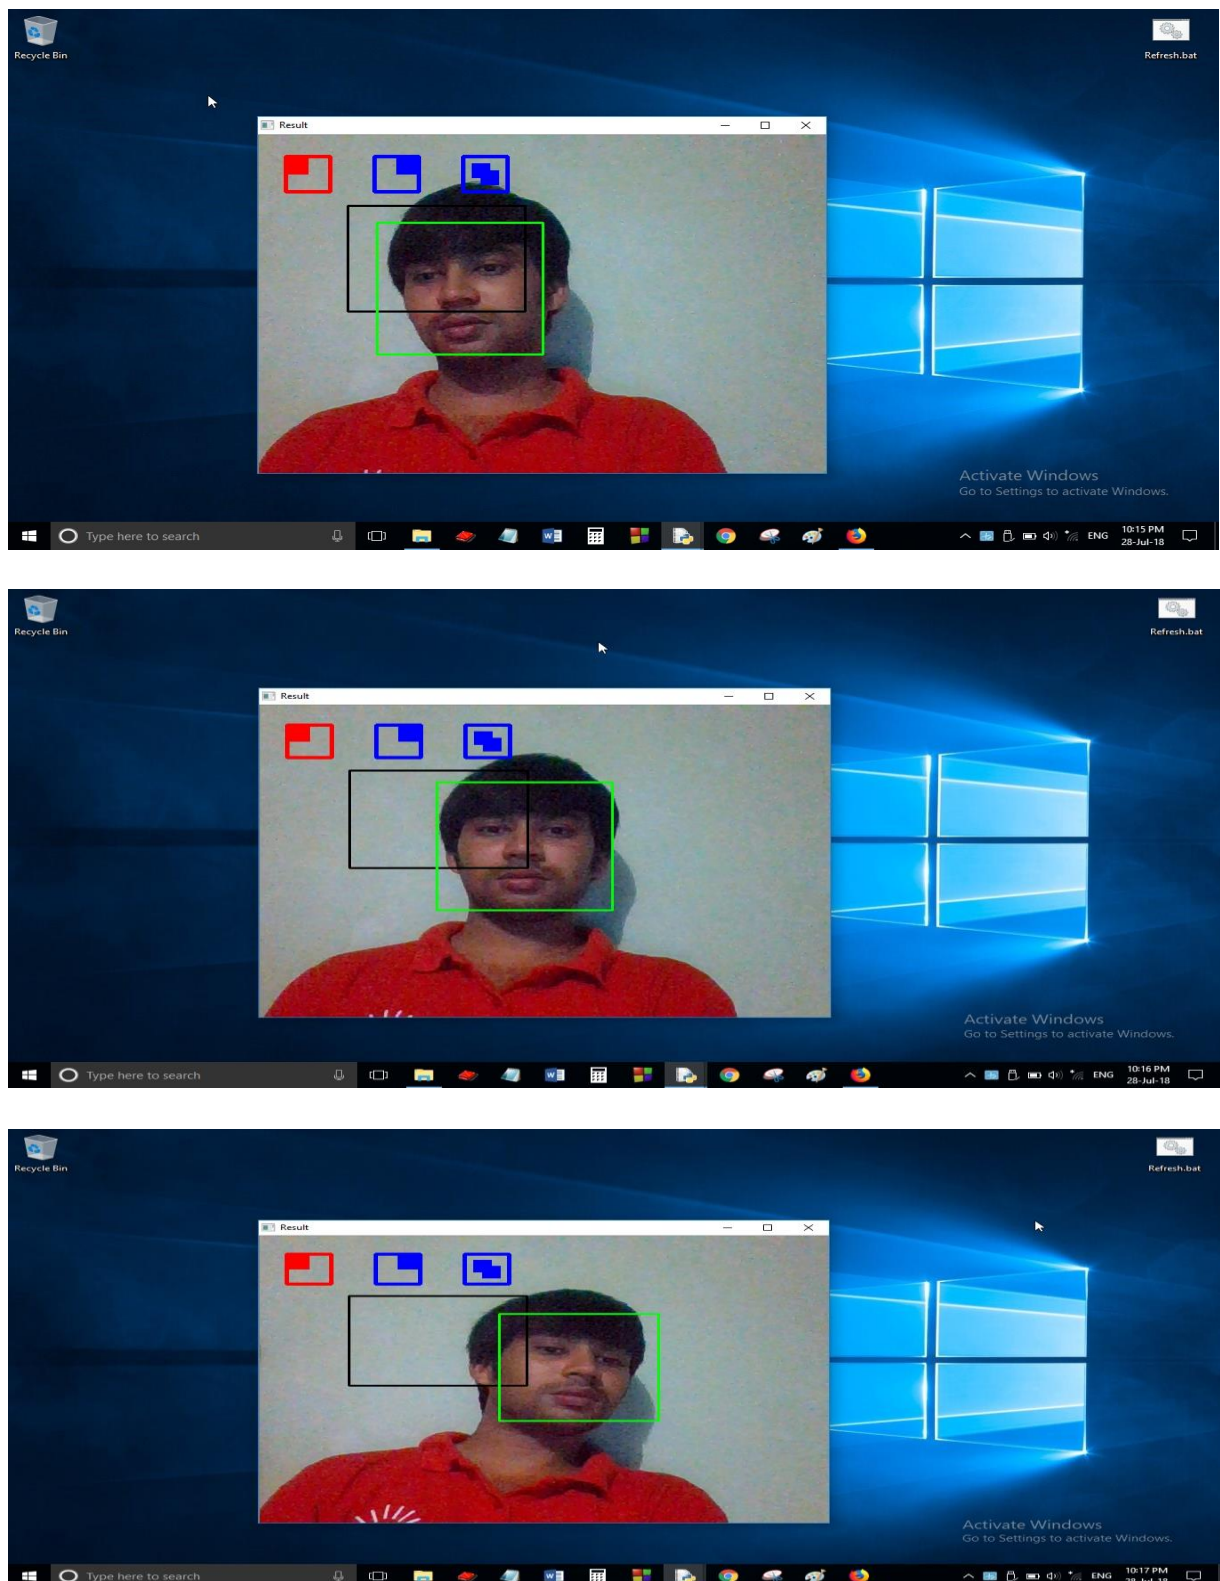 Recycle Bin
Refresh.bat
Result
Activate Windows
Go to Settings to activate Windows.
Type here to search
ENG
10:15 PM
28-Jul-18
Recycle Bin
Refresh.bat
Result
Activate Windows
Go to Settings to activate Windows.
Type here to search
ENG
10:16 PM
28-Jul-18
Recycle Bin
Refresh.bat
Result
Activate Windows
Go to Settings to activate Windows.
Type here to search
ENG
10:17 PM
28-Jul-18